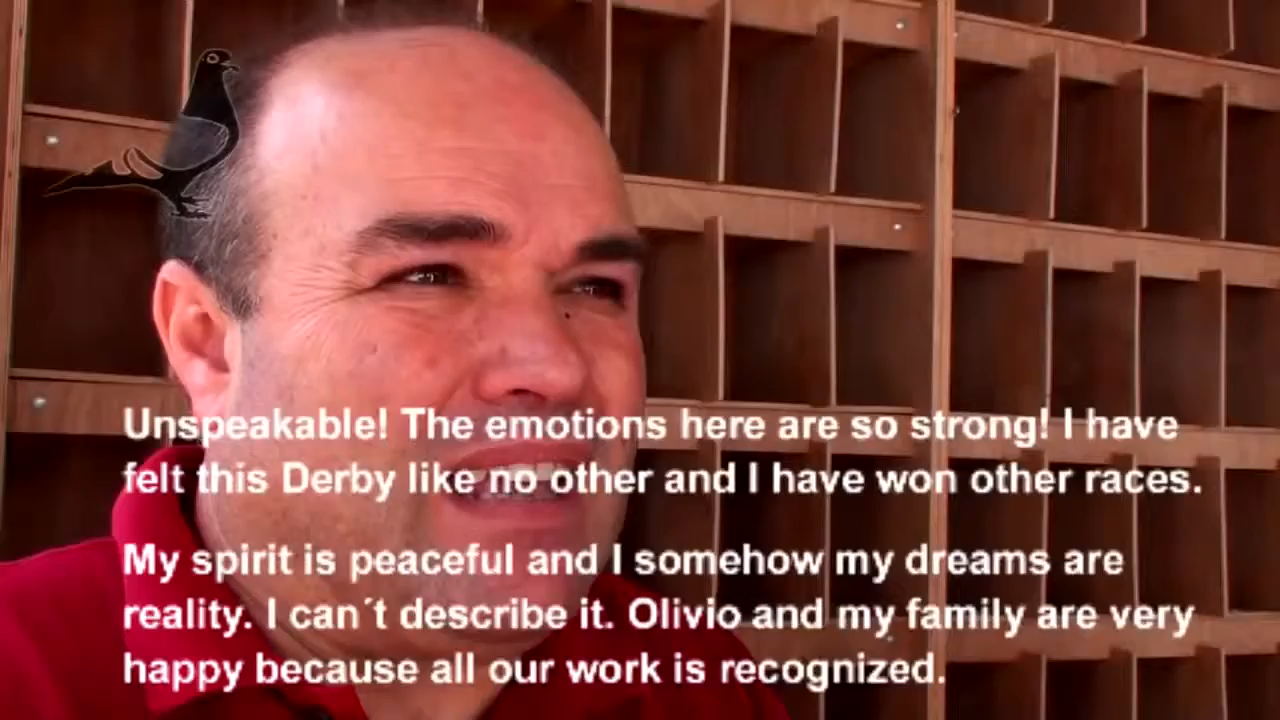 Unspeakable! The emotions here are so strong! I have
felt this Derby like no other and I have won other races.
My spirit is peaceful and I somehow my dreams are
reality. I can´t describe it. Olivio and my family are very
happy because all our work is recognized.